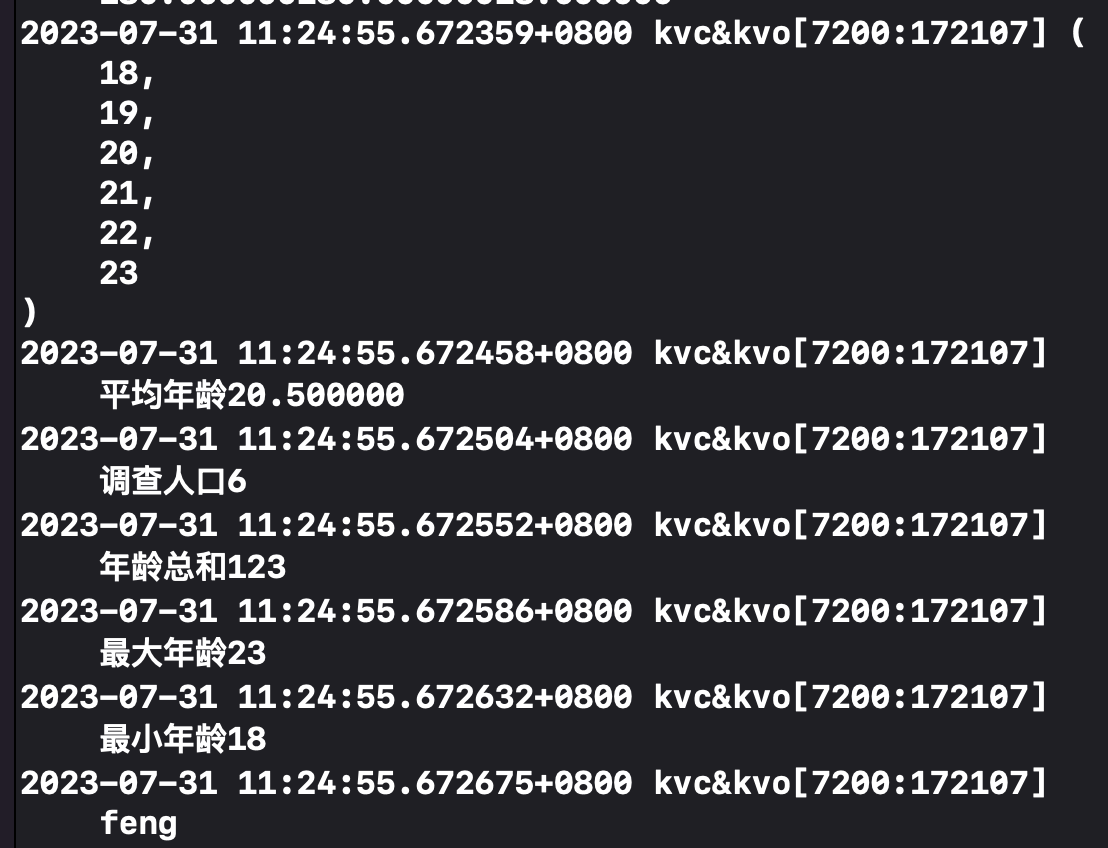 2023-07-31 11:24:55.672359+0800 kvc&kvo[7200:172107] (
18,
19,
20,
21,
22,
23
)
2023-07-31 11:24:55.672458+0800 kvc&kvo[7200:172107]
平均年龄20.500000
2023-07-31 11:24:55.672504+0800 kvc&kvo[7200:172107]
调查人口6
2023-07-31 11:24:55.672552+0800 kvc&kvo[7200:172107]
年龄总和123
2023-07-31 11:24:55.672586+0800 kvc&kvo[7200:172107]
最大年龄23
2023-07-31 11:24:55.672632+0800 kvc&kvo[7200:172107]
最小年龄18
2023-07-31 11:24:55.672675+0800 kvc&kvo[7200:172107]
feng